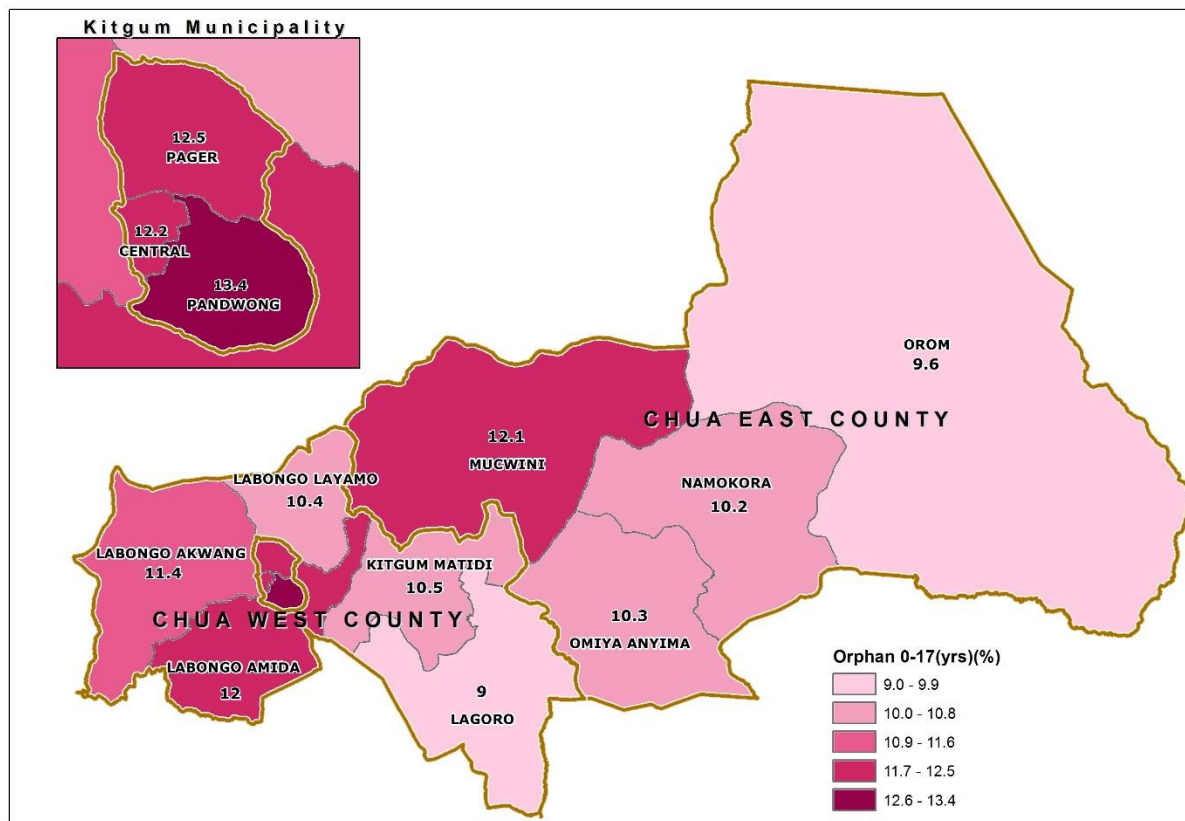 Kitgum Municipality
12.5
PAGER
12.2
CENTRAL
13.4
PANDWONG
OROM
9.6
CHUA EAST COUNTY
12.1
MUCWINI
NAMOKORA
10.2
LABONGO LAYAMO
10.4
LABONGO AKWANG
11.4
KITGUM MATIDI
10.5
CHUA WEST COUNTY
10.3
OMIYA ANYIMA
LABONGO AMIDA
12
9
LAGORO
Orphan 0-17(yrs)(%)
9.0 - 9.9
10.0 - 10.8
10.9 - 11.6
11.7 - 12.5
12.6 - 13.4